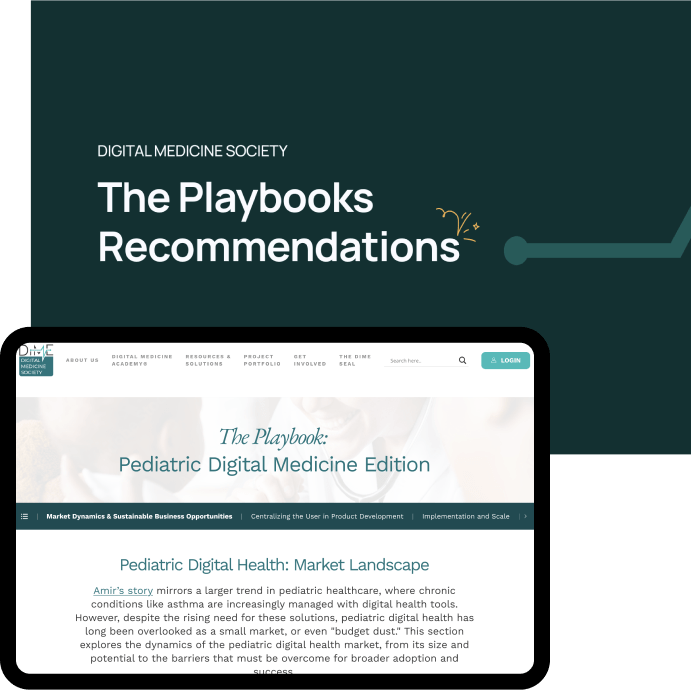 DIGITAL MEDICINE SOCIETY
The Playbooks
Recommendations
DiMe
DIGITAL
MEDICINE
SOCIETY
ABOUT US
DIGITAL MEDICINE
ACADEMY®
RESOURCES &
SOLUTIONS
PROJECT
PORTFOLIO
GET
INVOLVED
THE DIME
SEAL
Search here..
LOGIN
The Playbook:
Pediatric Digital Medicine Edition
Market Dynamics & Sustainable Business Opportunities | Centralizing the User in Product Development | Implementation and Scale
Pediatric Digital Health: Market Landscape
Amir's story mirrors a larger trend in pediatric healthcare, where chronic
conditions like asthma are increasingly managed with digital health tools.
However, despite the rising need for these solutions, pediatric digital health has
long been overlooked as a small market, or even "budget dust." This section
explores the dynamics of the pediatric digital health market, from its size and
potential to the barriers that must be overcome for broader adoption and
success.